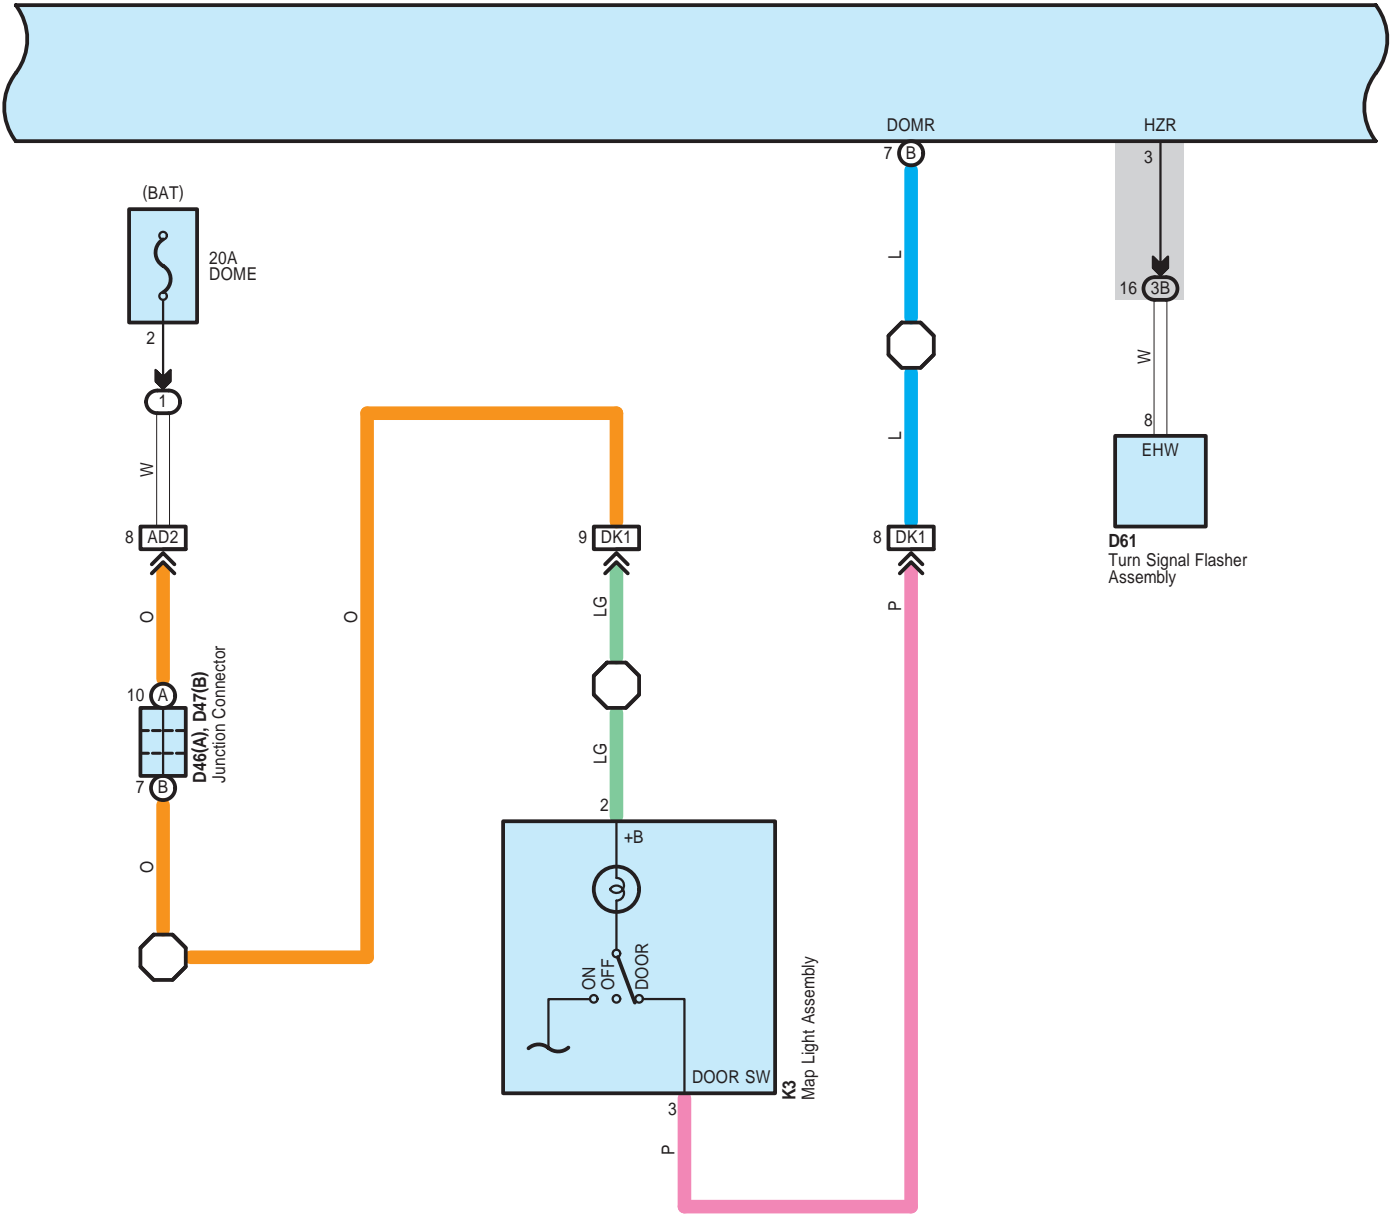 DOMR
HZR
7
B
3
(BAT)
20A
DOME
L
16
3B
2
1
W
W
L
8
EHW
8
AD2
9
DK1
8
DK1
D61
Turn Signal Flasher
Assembly
O
O
LG
P
10
A
D46(A), D47(B)
Junction Connector
7
B
LG
2
+B
O
ON
OFF
DOOR
DOOR SW
K3
Map Light Assembly
3
P